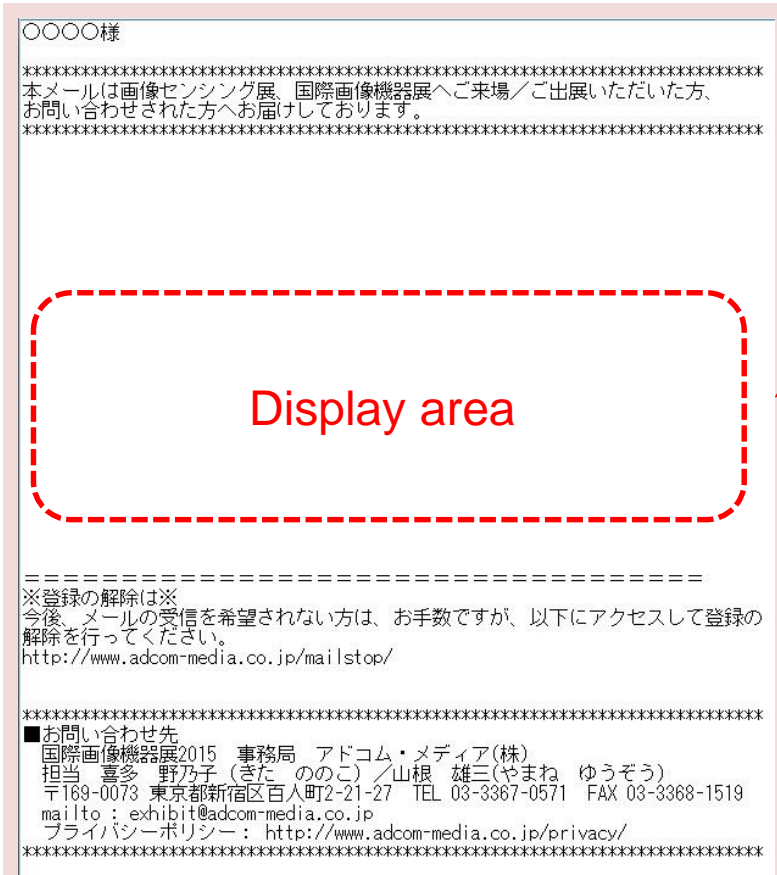 〇〇〇〇様
****************************************************************************
本メールは画像センシング展、国際画像機器展へご来場／ご出展いただいた方、
お問い合わせされた方へお届けしております。
****************************************************************************
Display area
＝＝＝＝＝＝＝＝＝＝＝＝＝＝＝＝＝＝＝＝＝＝＝＝＝＝＝＝＝＝＝＝＝＝＝
※登録の解除は※
今後、メールの受信を希望されない方は、お手数ですが、以下にアクセスして登録の
解除を行ってください。
http://www.adcom-media.co.jp/mailstop/
****************************************************************************
■お問い合わせ先
国際画像機器展2015　事務局　アドコム・メディア(株)
担当　喜多　野乃子（きた　ののこ）／山根　雄三(やまね　ゆうぞう）
〒169-0073 東京都新宿区百人町2-21-27　TEL 03-3367-0571　FAX 03-3368-1519
mailto : exhibit@adcom-media.co.jp
プライバシーポリシー： http://www.adcom-media.co.jp/privacy/
****************************************************************************